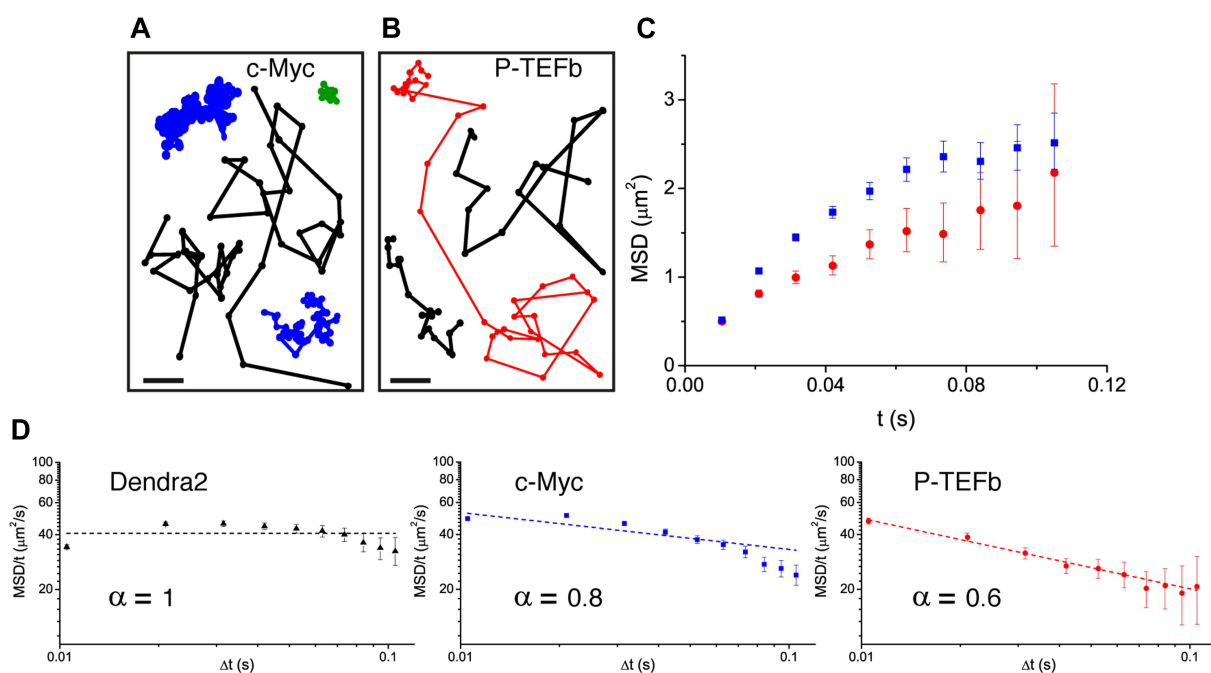 A
B
C
c-Myc
P-TEFb
MSD (μm²)
3
2
1
0
0.00
0.04
0.08
0.12
t (s)
D
Dendra2
MSD/t (μm²/s)
100
60
40
20
α = 1
0.01
0.1
Δt (s)
c-Myc
MSD/t (μm²/s)
100
60
40
20
α = 0.8
0.01
0.1
Δt (s)
P-TEFb
MSD/t (μm²/s)
100
60
40
20
α = 0.6
0.01
0.1
Δt (s)